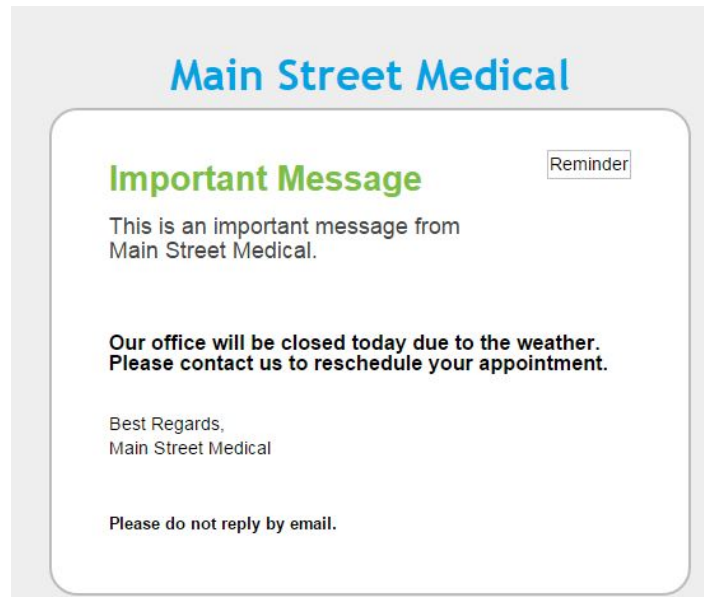 Main Street Medical
Important Message
Reminder
This is an important message from
Main Street Medical.
Our office will be closed today due to the weather.
Please contact us to reschedule your appointment.
Best Regards,
Main Street Medical
Please do not reply by email.